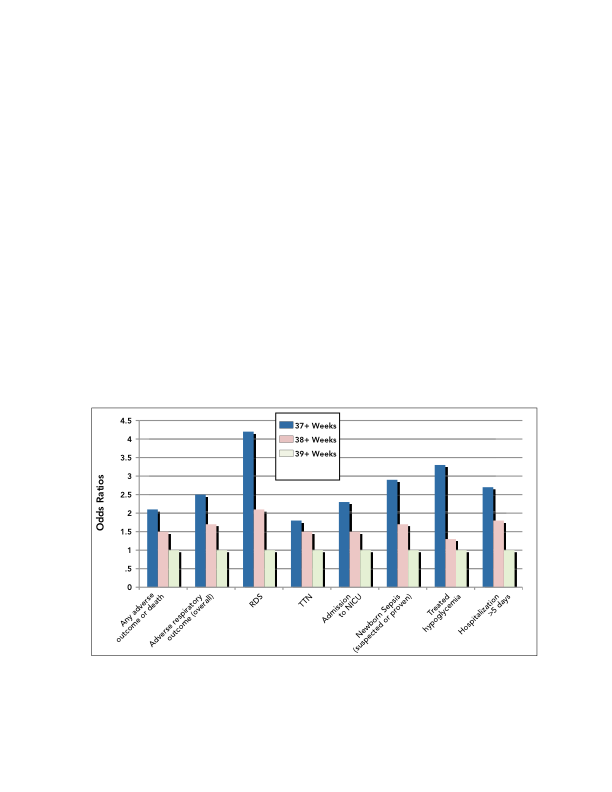 4.5
4
3.5
3
2.5
2
1.5
1
.5
0
Odds Ratios
37+ Weeks
38+ Weeks
39+ Weeks
Any adverse
outcome or death
Adverse respiratory
outcome (overall)
RDS
TTN
Admission
to NICU
Newborn Sepsis
(suspected or proven)
Treated
hypoglycemia
Hospitalization
>5 days